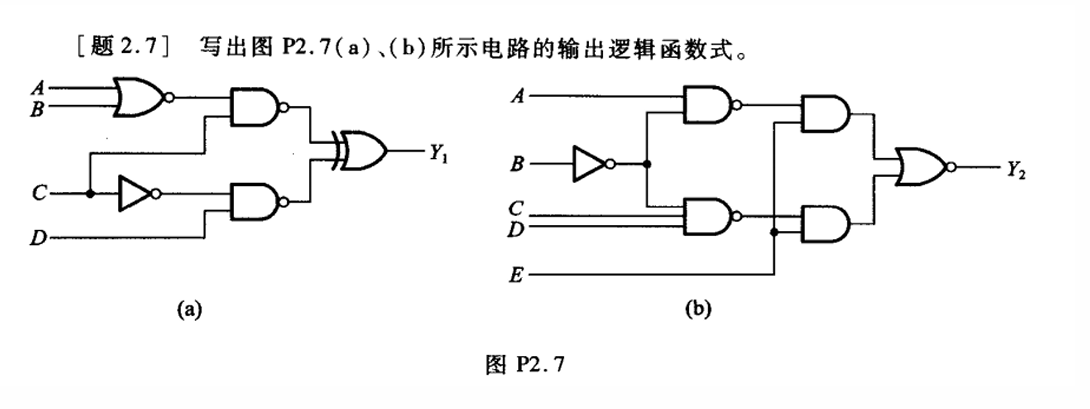 [题2.7] 写出图 P2.7(a)、(b)所示电路的输出逻辑函数式。
A
B
C
D
Y₁
(a)
A
B
C
D
E
Y₂
(b)
图 P2.7